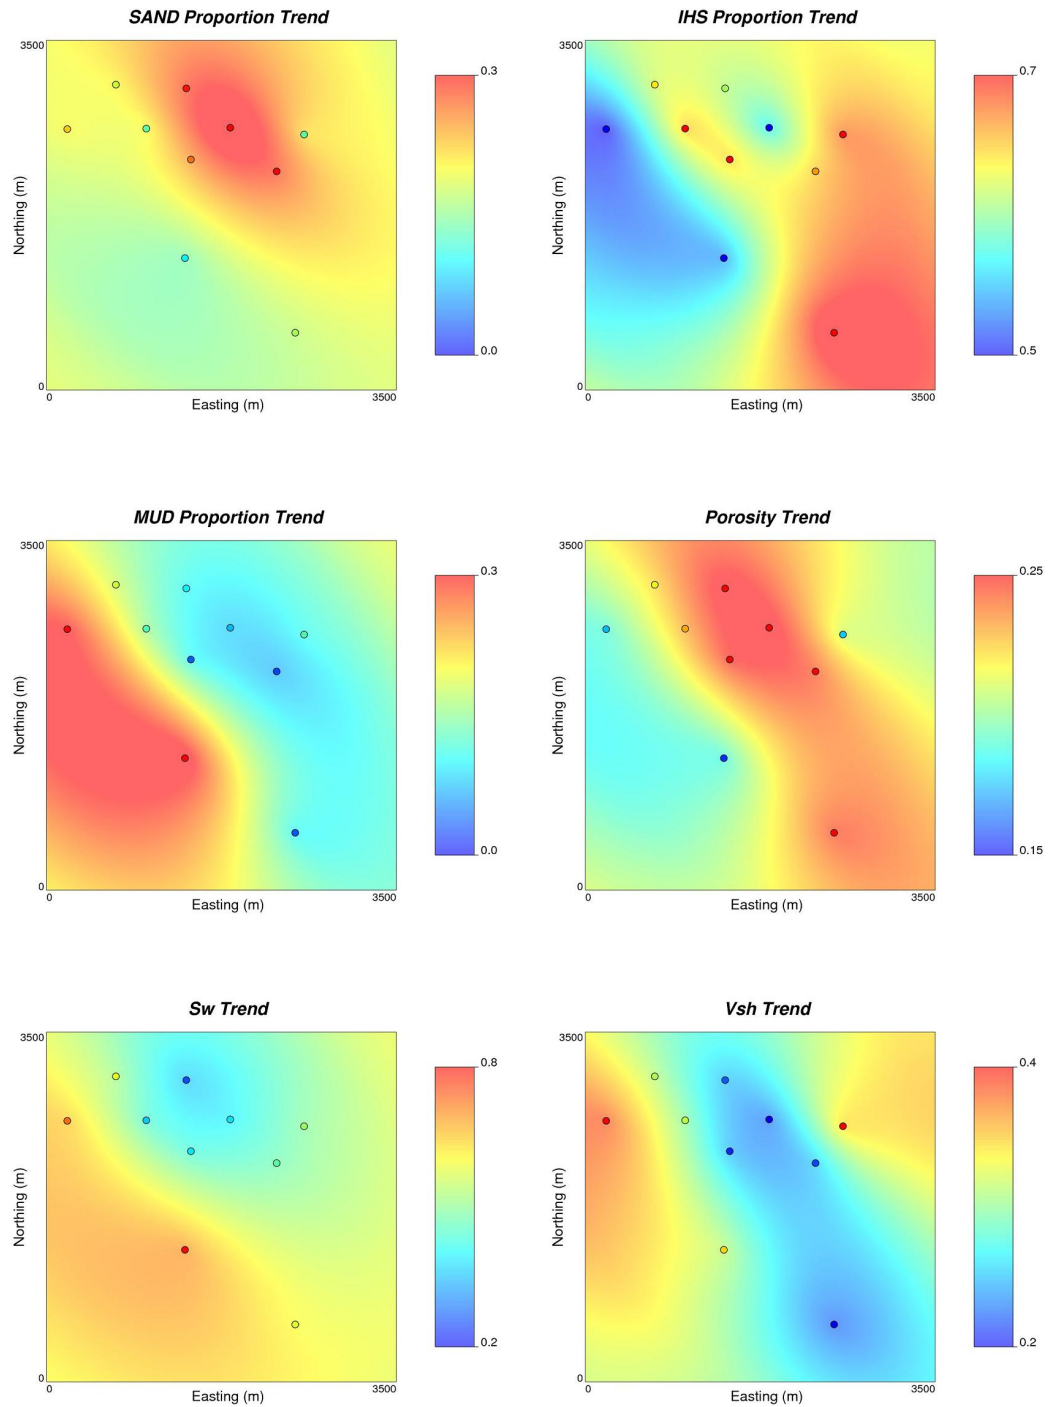 SAND Proportion Trend
3500
0.3
Northing (m)
0.0
0
0
3500
Easting (m)
IHS Proportion Trend
3500
0.7
Northing (m)
0.5
0
0
3500
Easting (m)
MUD Proportion Trend
3500
0.3
Northing (m)
0.0
0
0
3500
Easting (m)
Porosity Trend
3500
0.25
Northing (m)
0.15
0
0
3500
Easting (m)
Sw Trend
3500
0.8
Northing (m)
0.2
0
0
3500
Easting (m)
Vsh Trend
3500
0.4
Northing (m)
0.2
0
0
3500
Easting (m)